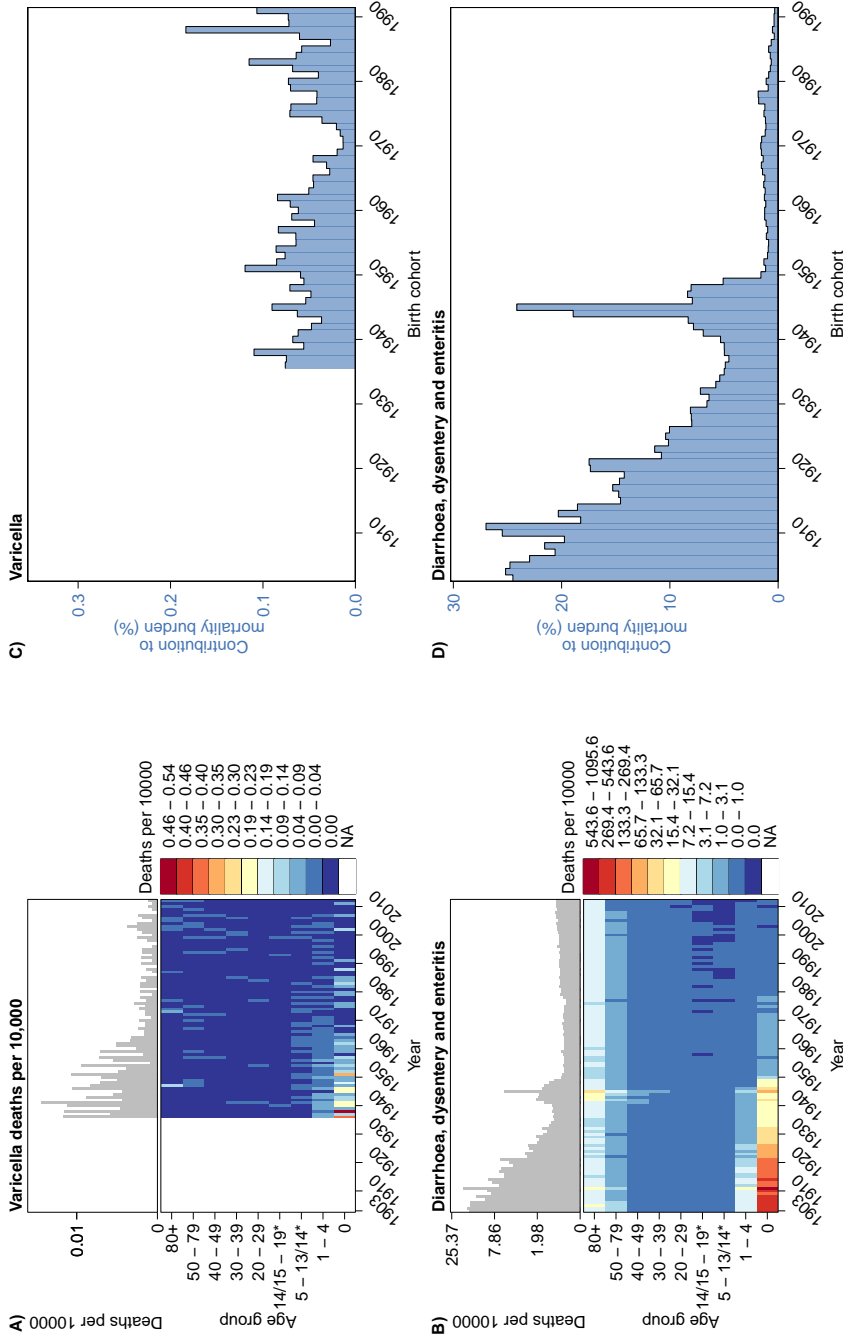 A)
Varicella deaths per 10,000
Deaths per 10000
0.01
0
Age group
80+
50 – 79
40 – 49
30 – 39
20 – 29
14/15 – 19*
5 – 13/14*
1 – 4
0
1903
1910
1920
1930
1940
1950
1960
1970
1980
1990
2000
2010
Year
Deaths per 10000
0.46 – 0.54
0.40 – 0.46
0.35 – 0.40
0.30 – 0.35
0.23 – 0.30
0.19 – 0.23
0.14 – 0.19
0.09 – 0.14
0.04 – 0.09
0.00 – 0.04
0.00
NA
C)
Varicella
Contribution to
mortality burden (%)
0.3
0.2
0.1
0.0
1910
1920
1930
1940
1950
1960
1970
1980
1990
Birth cohort
B)
Diarrhoea, dysentery and enteritis
Deaths per 10000
25.37
7.86
1.98
0
Age group
80+
50 – 79
40 – 49
30 – 39
20 – 29
14/15 – 19*
5 – 13/14*
1 – 4
0
1903
1910
1920
1930
1940
1950
1960
1970
1980
1990
2000
2010
Year
Deaths per 10000
543.6 – 1095.6
269.4 – 543.6
133.3 – 269.4
65.7 – 133.3
32.1 – 65.7
15.4 – 32.1
7.2 – 15.4
3.1 – 7.2
1.0 – 3.1
0.0 – 1.0
0.0
NA
D)
Diarrhoea, dysentery and enteritis
Contribution to
mortality burden (%)
30
20
10
0
1910
1920
1930
1940
1950
1960
1970
1980
1990
Birth cohort